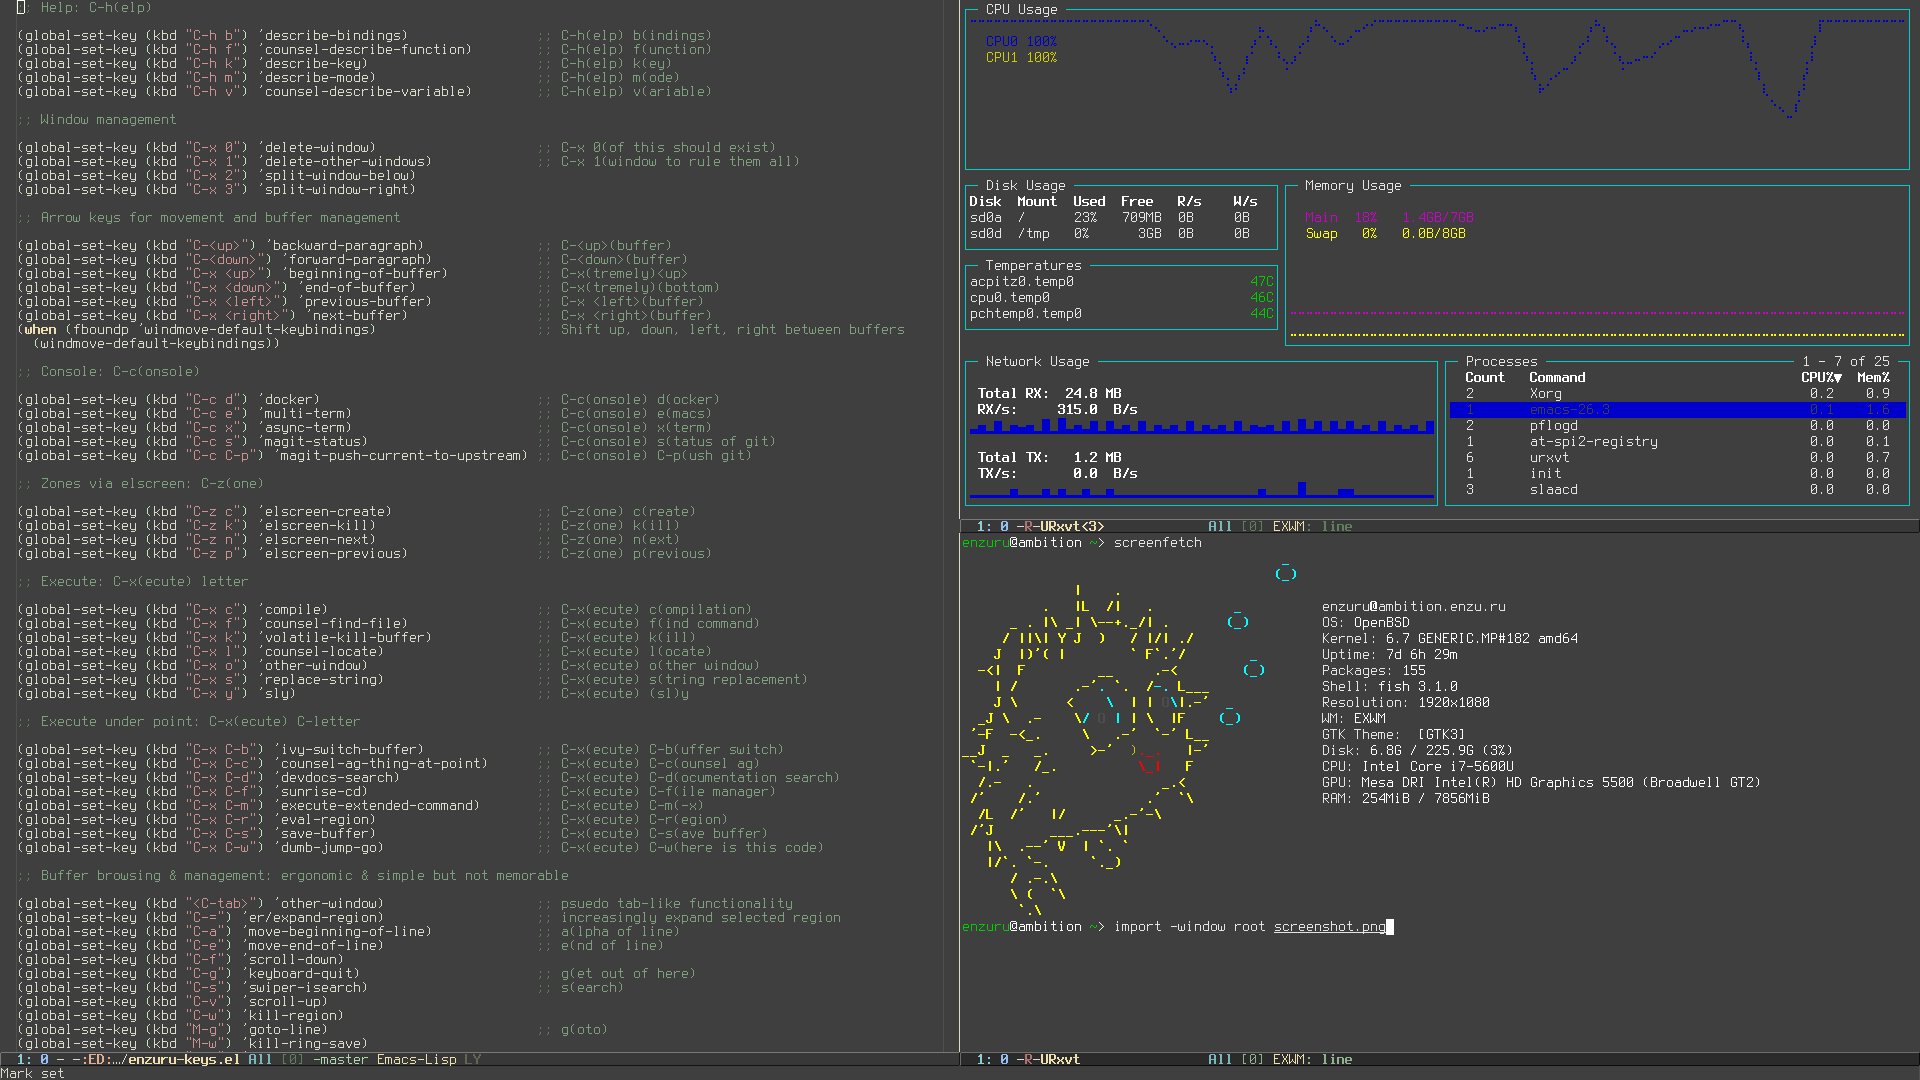 ;; Help: C-h(elp)
(global-set-key (kbd "C-h b") 'describe-bindings) ;; C-h(elp) b(indings)
(global-set-key (kbd "C-h f") 'counsel-describe-function) ;; C-h(elp) f(unction)
(global-set-key (kbd "C-h k") 'describe-key) ;; C-h(elp) k(ey)
(global-set-key (kbd "C-h m") 'describe-mode) ;; C-h(elp) m(ode)
(global-set-key (kbd "C-h v") 'counsel-describe-variable) ;; C-h(elp) v(ariable)
;; Window management
(global-set-key (kbd "C-x 0") 'delete-window) ;; C-x 0(of this should exist)
(global-set-key (kbd "C-x 1") 'delete-other-windows) ;; C-x 1(window to rule them all)
(global-set-key (kbd "C-x 2") 'split-window-below)
(global-set-key (kbd "C-x 3") 'split-window-right)
;; Arrow keys for movement and buffer management
(global-set-key (kbd "C-<up>") 'backward-paragraph) ;; C-<up>(buffer)
(global-set-key (kbd "C-<down>") 'forward-paragraph) ;; C-<down>(buffer)
(global-set-key (kbd "C-x <up>") 'beginning-of-buffer) ;; C-x(tremely)<up>
(global-set-key (kbd "C-x <down>") 'end-of-buffer) ;; C-x(tremely)(bottom)
(global-set-key (kbd "C-x <left>") 'previous-buffer) ;; C-x <left>(buffer)
(global-set-key (kbd "C-x <right>") 'next-buffer) ;; C-x <right>(buffer)
(when (fboundp 'windmove-default-keybindings) ;; Shift up, down, left, right between buffers
(windmove-default-keybindings))
;; Console: C-c(onsole)
(global-set-key (kbd "C-c d") 'docker) ;; C-c(onsole) d(ocker)
(global-set-key (kbd "C-c e") 'multi-term) ;; C-c(onsole) e(macs)
(global-set-key (kbd "C-c x") 'async-term) ;; C-c(onsole) x(term)
(global-set-key (kbd "C-c s") 'magit-status) ;; C-c(onsole) s(tatus of git)
(global-set-key (kbd "C-c C-p") 'magit-push-current-to-upstream) ;; C-c(onsole) C-p(ush git)
;; Zones via elscreen: C-z(one)
(global-set-key (kbd "C-z c") 'elscreen-create) ;; C-z(one) c(reate)
(global-set-key (kbd "C-z k") 'elscreen-kill) ;; C-z(one) k(ill)
(global-set-key (kbd "C-z n") 'elscreen-next) ;; C-z(one) n(ext)
(global-set-key (kbd "C-z p") 'elscreen-previous) ;; C-z(one) p(revious)
;; Execute: C-x(ecute) letter
(global-set-key (kbd "C-x c") 'compile) ;; C-x(ecute) c(ompilation)
(global-set-key (kbd "C-x f") 'counsel-find-file) ;; C-x(ecute) f(ind command)
(global-set-key (kbd "C-x k") 'volatile-kill-buffer) ;; C-x(ecute) k(ill)
(global-set-key (kbd "C-x l") 'counsel-locate) ;; C-x(ecute) l(ocate)
(global-set-key (kbd "C-x o") 'other-window) ;; C-x(ecute) o(ther window)
(global-set-key (kbd "C-x s") 'replace-string) ;; C-x(ecute) s(tring replacement)
(global-set-key (kbd "C-x y") 'sly) ;; C-x(ecute) (sl)y
;; Execute under point: C-x(ecute) C-letter
(global-set-key (kbd "C-x C-b") 'ivy-switch-buffer) ;; C-x(ecute) C-b(uffer switch)
(global-set-key (kbd "C-x C-c") 'counsel-ag-thing-at-point) ;; C-x(ecute) C-c(ounsel ag)
(global-set-key (kbd "C-x C-d") 'devdocs-search) ;; C-x(ecute) C-d(ocumentation search)
(global-set-key (kbd "C-x C-f") 'sunrise-cd) ;; C-x(ecute) C-f(ile manager)
(global-set-key (kbd "C-x C-m") 'execute-extended-command) ;; C-x(ecute) C-m(-x)
(global-set-key (kbd "C-x C-r") 'eval-region) ;; C-x(ecute) C-r(egion)
(global-set-key (kbd "C-x C-s") 'save-buffer) ;; C-x(ecute) C-s(ave buffer)
(global-set-key (kbd "C-x C-w") 'dumb-jump-go) ;; C-x(ecute) C-w(here is this code)
;; Buffer browsing & management: ergonomic & simple but not memorable
(global-set-key (kbd "<C-tab>") 'other-window) ;; psuedo tab-like functionality
(global-set-key (kbd "C-=") 'er/expand-region) ;; increasingly expand selected region
(global-set-key (kbd "C-a") 'move-beginning-of-line) ;; a(lpha of line)
(global-set-key (kbd "C-e") 'move-end-of-line) ;; e(nd of line)
(global-set-key (kbd "C-f") 'scroll-down)
(global-set-key (kbd "C-g") 'keyboard-quit) ;; g(et out of here)
(global-set-key (kbd "C-s") 'swiper-isearch) ;; s(earch)
(global-set-key (kbd "C-v") 'scroll-up)
(global-set-key (kbd "C-w") 'kill-region)
(global-set-key (kbd "M-g") 'goto-line) ;; g(oto)
(global-set-key (kbd "M-w") 'kill-ring-save)
1: 0 - -:ED:…/enzuru-keys.el All [0] -master Emacs-Lisp LY
Mark set
CPU Usage
CPU0 100%
CPU1 100%
Disk Usage
Disk Mount Used Free R/s W/s
sd0a / 23% 709MB 0B 0B
sd0d /tmp 0% 3GB 0B 0B
Temperatures
acpitz0.temp0 47C
cpu0.temp0 46C
pchtemp0.temp0 44C
Memory Usage
Main 18% 1.4GB/7GB
Swap 0% 0.0B/8GB
Network Usage
Total RX: 24.8 MB
RX/s: 315.0 B/s
Total TX: 1.2 MB
TX/s: 0.0 B/s
Processes 1 - 7 of 25
Count Command CPU%▼ Mem%
2 Xorg 0.2 0.9
1 emacs-26.3 0.1 1.6
2 pflogd 0.0 0.0
1 at-spi2-registry 0.0 0.1
6 urxvt 0.0 0.7
1 init 0.0 0.0
3 slaacd 0.0 0.0
1: 0 -R-URxvt<3> All [0] EXWM: line
enzuru@ambition ~> screenfetch
enzuru@ambition.enzu.ru
OS: OpenBSD
Kernel: 6.7 GENERIC.MP#182 amd64
Uptime: 7d 6h 29m
Packages: 155
Shell: fish 3.1.0
Resolution: 1920x1080
WM: EXWM
GTK Theme: [GTK3]
Disk: 6.8G / 225.9G (3%)
CPU: Intel Core i7-5600U
GPU: Mesa DRI Intel(R) HD Graphics 5500 (Broadwell GT2)
RAM: 254MiB / 7856MiB
enzuru@ambition ~> import -window root screenshot.png
1: 0 -R-URxvt All [0] EXWM: line